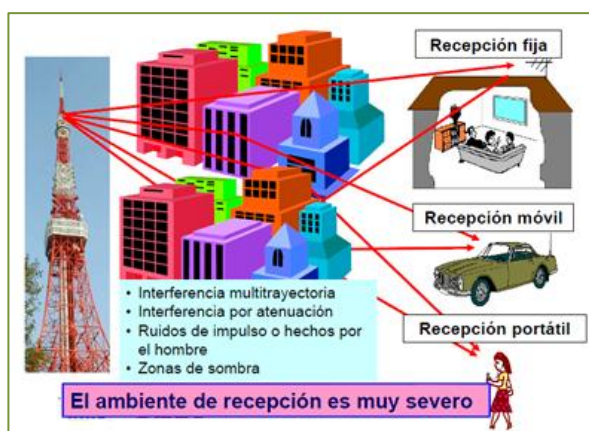 Recepción fija
Recepción móvil
Recepción portátil
• Interferencia multitrayectoria
• Interferencia por atenuación
• Ruidos de impulso o hechos por
el hombre
• Zonas de sombra
El ambiente de recepción es muy severo